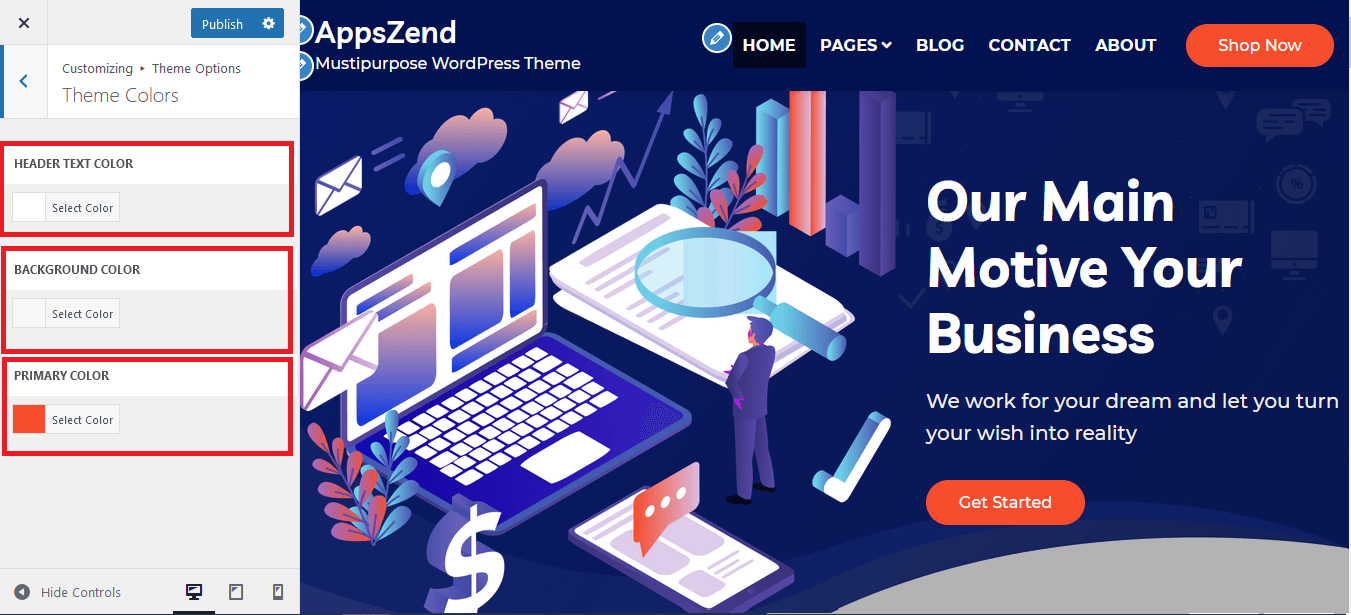 Publish
Customizing ▸ Theme Options
Theme Colors
HEADER TEXT COLOR
Select Color
BACKGROUND COLOR
Select Color
PRIMARY COLOR
Select Color
Hide Controls
AppsZend
Mustipurpose WordPress Theme
HOME PAGES BLOG CONTACT ABOUT Shop Now
Our Main
Motive Your
Business
We work for your dream and let you turn
your wish into reality
Get Started
$
%
$